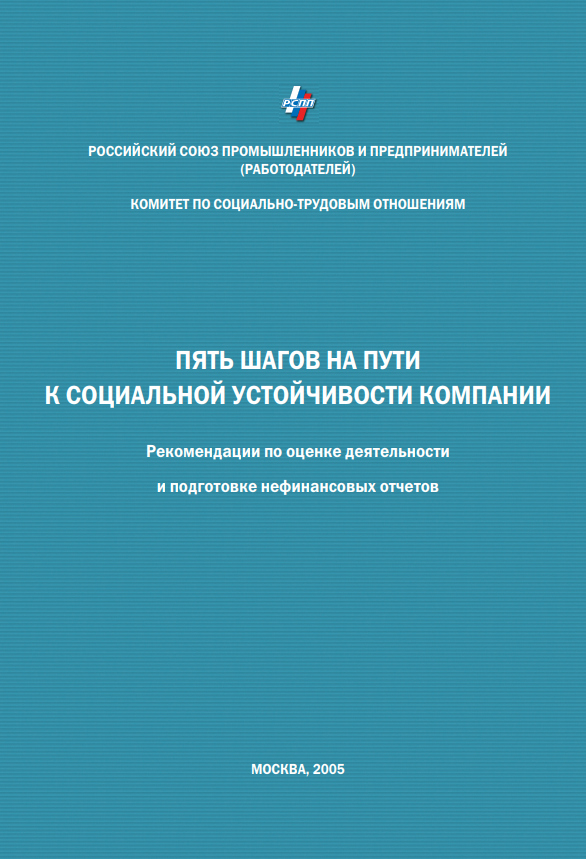 РСПП
РОССИЙСКИЙ СОЮЗ ПРОМЫШЛЕННИКОВ И ПРЕДПРИНИМАТЕЛЕЙ
(РАБОТОДАТЕЛЕЙ)
КОМИТЕТ ПО СОЦИАЛЬНО-ТРУДОВЫМ ОТНОШЕНИЯМ
ПЯТЬ ШАГОВ НА ПУТИ
К СОЦИАЛЬНОЙ УСТОЙЧИВОСТИ КОМПАНИИ
Рекомендации по оценке деятельности
и подготовке нефинансовых отчетов
МОСКВА, 2005